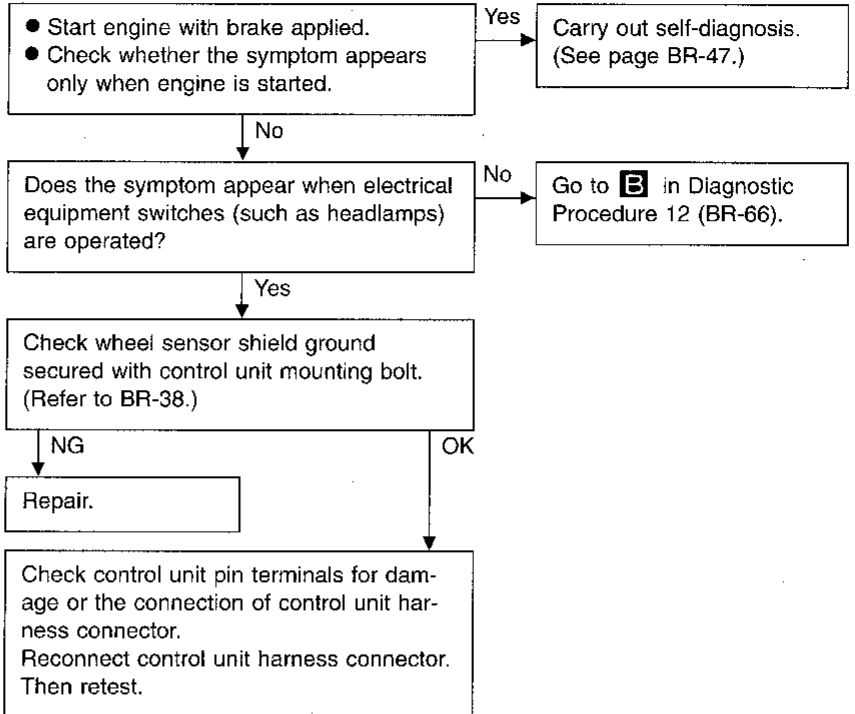 ● Start engine with brake applied.
● Check whether the symptom appears
only when engine is started.
Yes
Carry out self-diagnosis.
(See page BR-47.)
No
Does the symptom appear when electrical
equipment switches (such as headlamps)
are operated?
No
Go to B in Diagnostic
Procedure 12 (BR-66).
Yes
Check wheel sensor shield ground
secured with control unit mounting bolt.
(Refer to BR-38.)
NG
OK
Repair.
Check control unit pin terminals for dam-
age or the connection of control unit har-
ness connector.
Reconnect control unit harness connector.
Then retest.